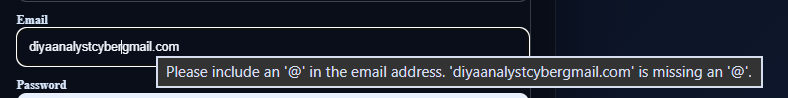 Email
diyaanalystcybergmail.com
Please include an '@' in the email address. 'diyaanalystcybergmail.com' is missing an '@'.
Password